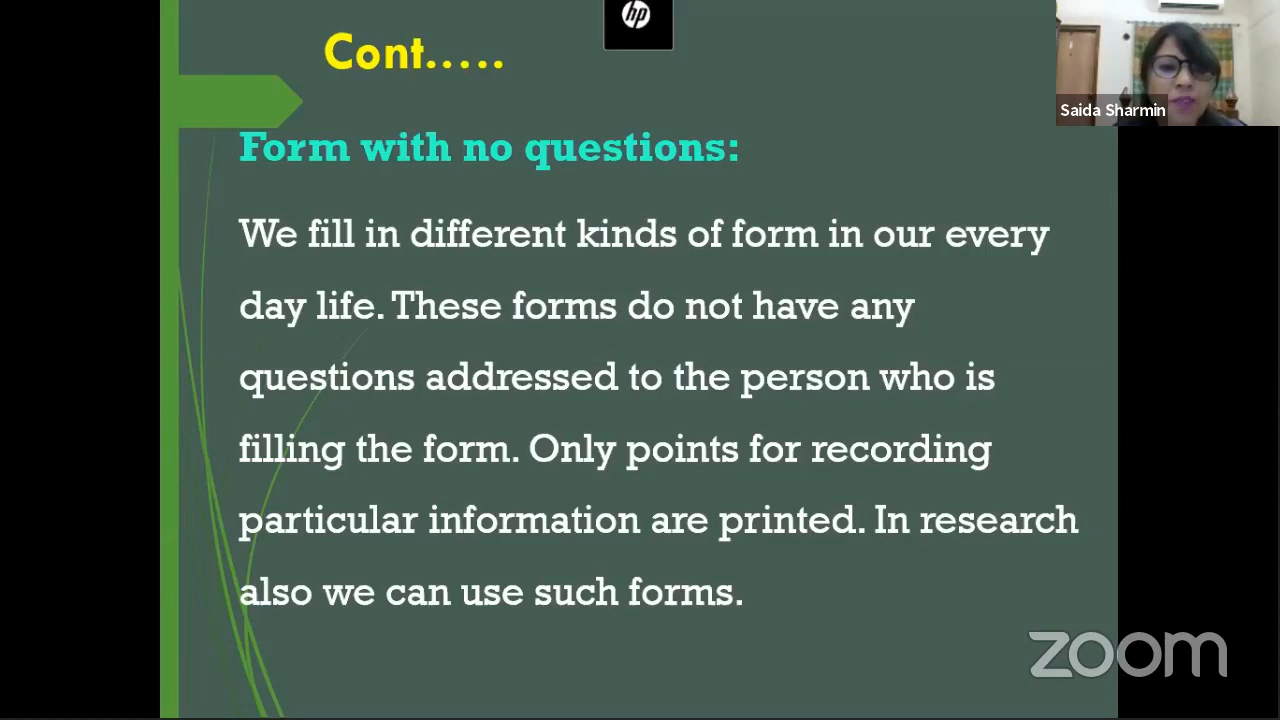 hp
Cont.....
Saida Sharmin
Form with no questions:
We fill in different kinds of form in our every
day life. These forms do not have any
questions addressed to the person who is
filling the form. Only points for recording
particular information are printed. In research
also we can use such forms.
zoom